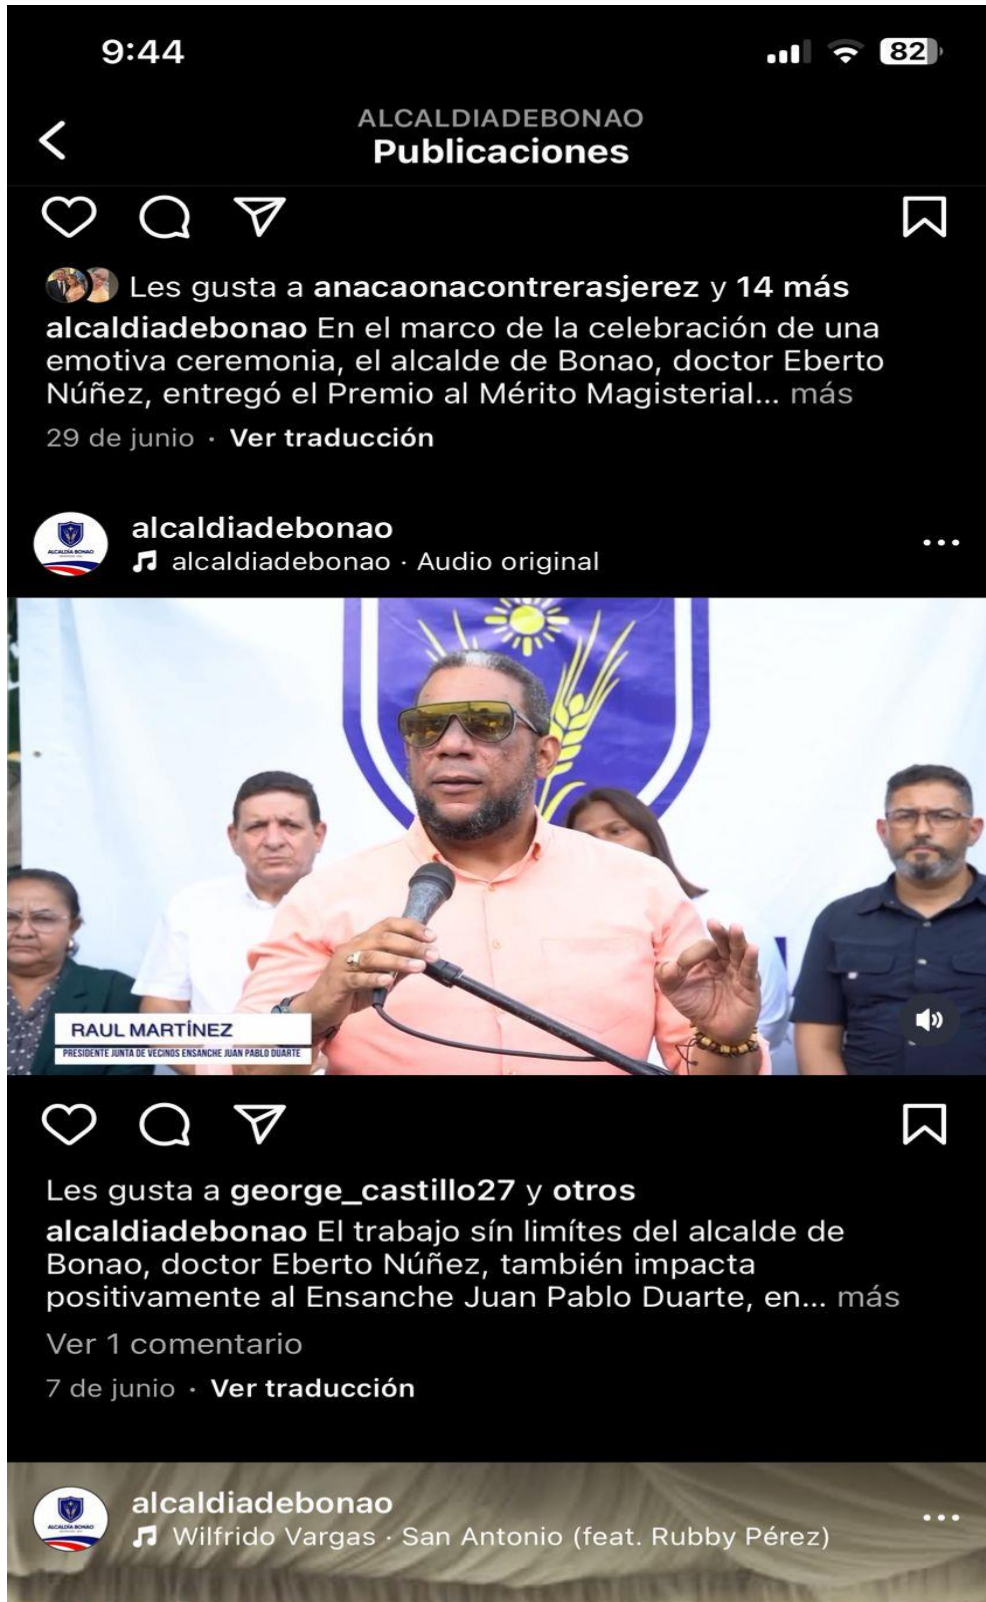 9:44
82
ALCALDIADEBONAO
Publicaciones
Les gusta a anacaonacontrerasjerez y 14 más
alcaldiadebonao En el marco de la celebración de una
emotiva ceremonia, el alcalde de Bonao, doctor Eberto
Núñez, entregó el Premio al Mérito Magisterial... más
29 de junio · Ver traducción
ALCALDÍA BONAO
alcaldiadebonao
alcaldiadebonao · Audio original
RAUL MARTÍNEZ
PRESIDENTE JUNTA DE VECINOS ENSANCHE JUAN PABLO DUARTE
Les gusta a george_castillo27 y otros
alcaldiadebonao El trabajo sín limítes del alcalde de
Bonao, doctor Eberto Núñez, también impacta
positivamente al Ensanche Juan Pablo Duarte, en... más
Ver 1 comentario
7 de junio · Ver traducción
ALCALDÍA BONAO
alcaldiadebonao
Wilfrido Vargas · San Antonio (feat. Rubby Pérez)